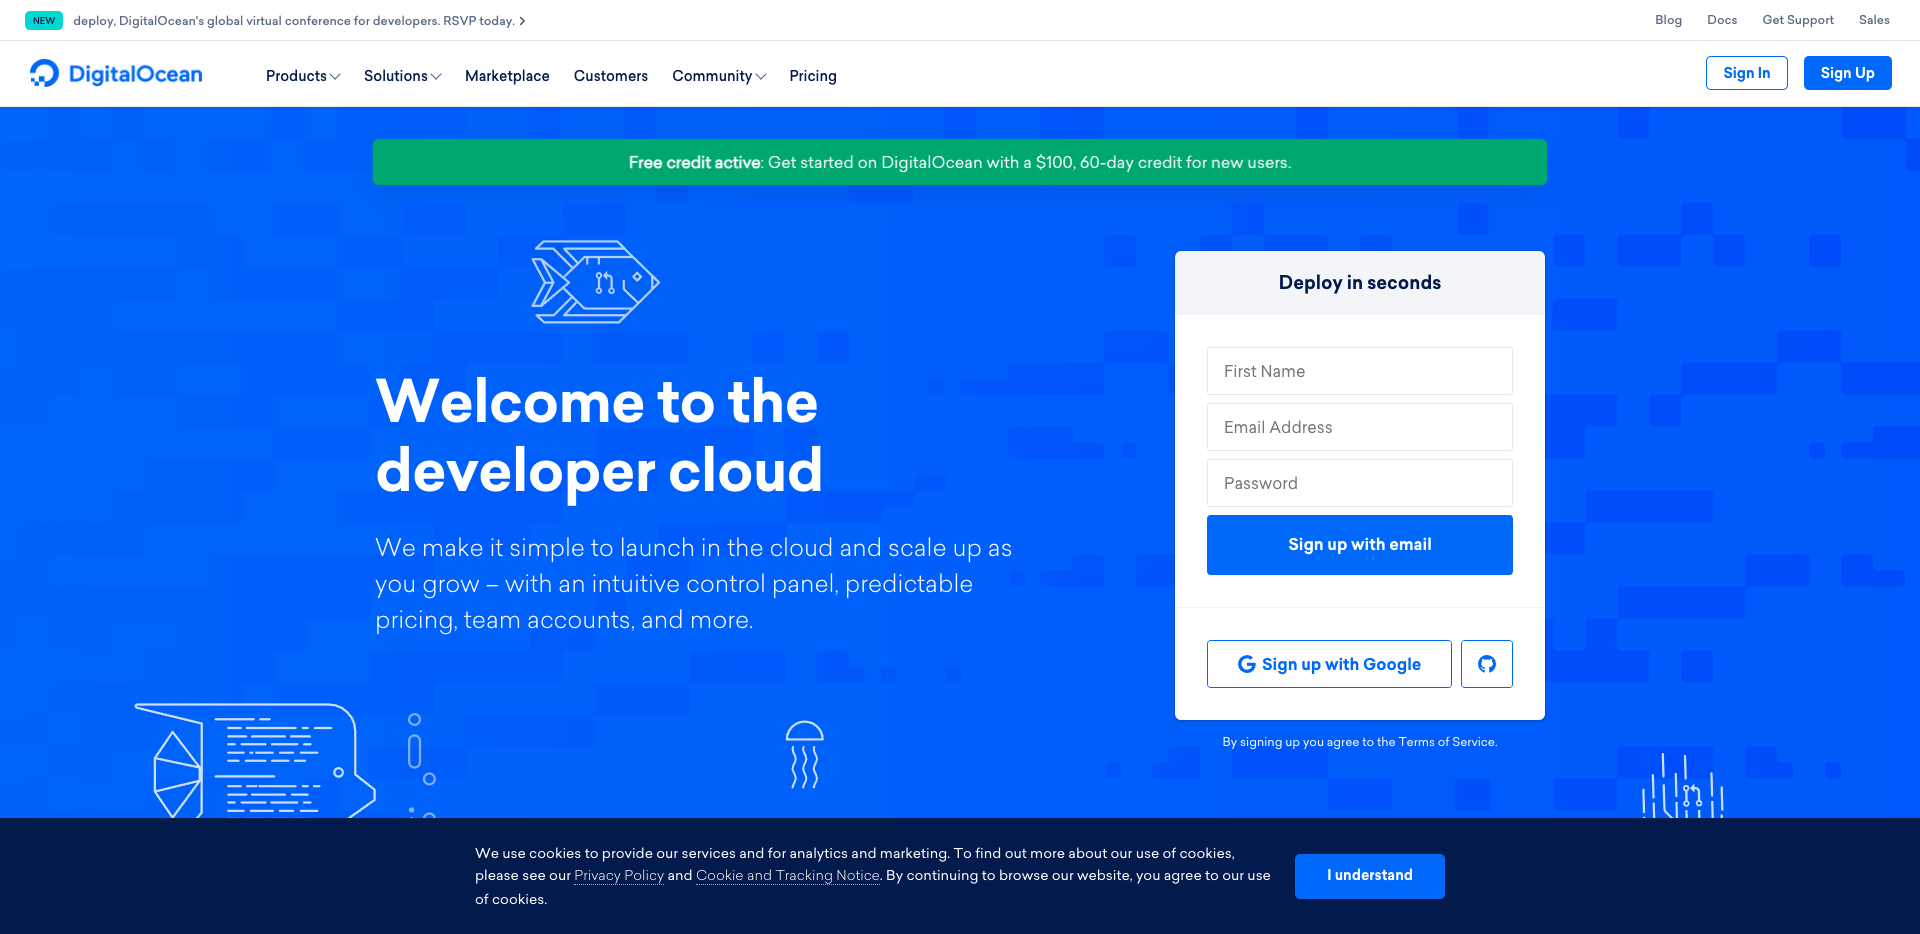 NEW deploy, DigitalOcean's global virtual conference for developers. RSVP today.
Blog Docs Get Support Sales
DigitalOcean
Products Solutions Marketplace Customers Community Pricing
Sign In Sign Up
Free credit active: Get started on DigitalOcean with a $100, 60-day credit for new users.
Welcome to the
developer cloud
We make it simple to launch in the cloud and scale up as
you grow – with an intuitive control panel, predictable
pricing, team accounts, and more.
Deploy in seconds
First Name
Email Address
Password
Sign up with email
Sign up with Google
By signing up you agree to the Terms of Service.
We use cookies to provide our services and for analytics and marketing. To find out more about our use of cookies,
please see our Privacy Policy and Cookie and Tracking Notice. By continuing to browse our website, you agree to our use
of cookies.
I understand